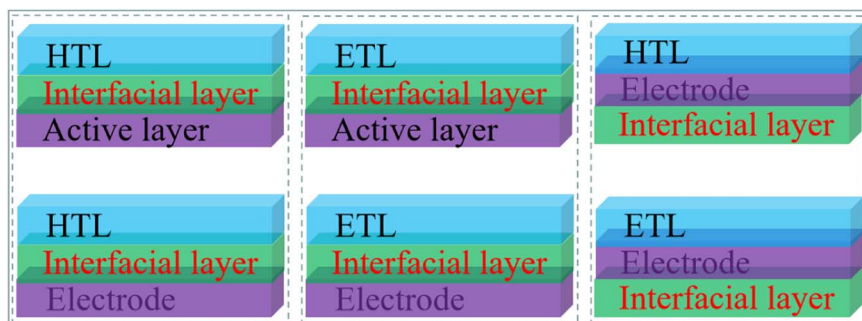 HTL
Interfacial layer
Active layer
ETL
Interfacial layer
Active layer
HTL
Electrode
Interfacial layer
HTL
Interfacial layer
Electrode
ETL
Interfacial layer
Electrode
ETL
Electrode
Interfacial layer